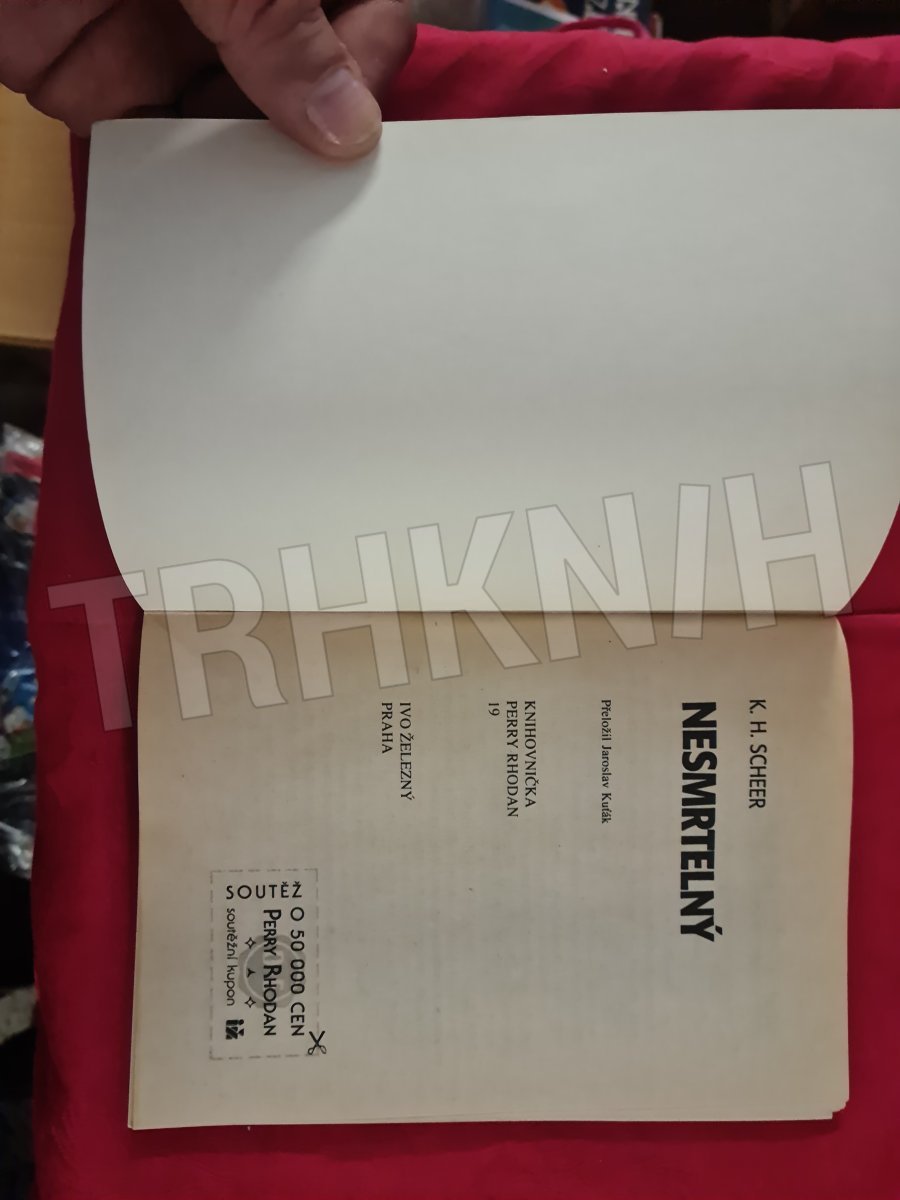 K. H. SCHEER
NESMRTELNÝ
Přeložil Jaroslav Kuťák
KNIHOVNIČKA
PERRY RHODAN
19
IVO ŽELEZNÝ
PRAHA
SOUTĚŽ O 50 000 CEN
PERRY RHODAN
soutěžní kupon
TRHKNIH